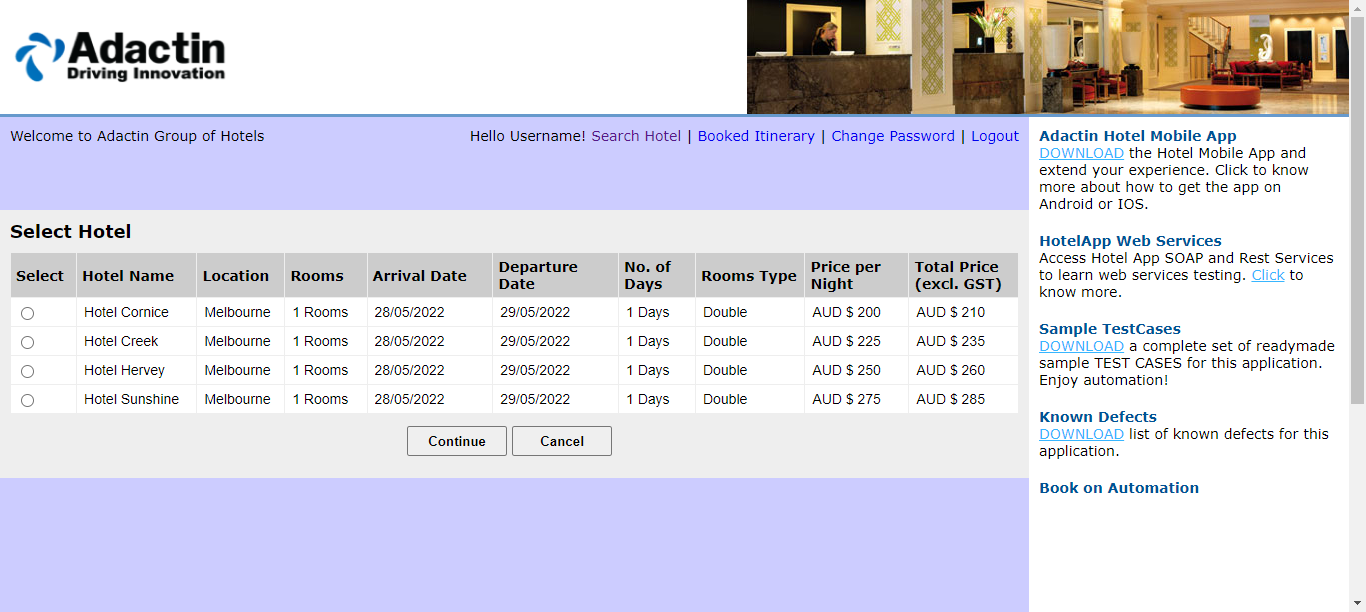 Adactin
Driving Innovation
Welcome to Adactin Group of Hotels
Hello Username! Search Hotel | Booked Itinerary | Change Password | Logout
Select Hotel
Select Hotel Name Location Rooms Arrival Date Departure Date No. of Days Rooms Type Price per Night Total Price (excl. GST)
Hotel Cornice Melbourne 1 Rooms 28/05/2022 29/05/2022 1 Days Double AUD $ 200 AUD $ 210
Hotel Creek Melbourne 1 Rooms 28/05/2022 29/05/2022 1 Days Double AUD $ 225 AUD $ 235
Hotel Hervey Melbourne 1 Rooms 28/05/2022 29/05/2022 1 Days Double AUD $ 250 AUD $ 260
Hotel Sunshine Melbourne 1 Rooms 28/05/2022 29/05/2022 1 Days Double AUD $ 275 AUD $ 285
Continue Cancel
Adactin Hotel Mobile App
DOWNLOAD the Hotel Mobile App and
extend your experience. Click to know
more about how to get the app on
Android or IOS.
HotelApp Web Services
Access Hotel App SOAP and Rest Services
to learn web services testing. Click to
know more.
Sample TestCases
DOWNLOAD a complete set of readymade
sample TEST CASES for this application.
Enjoy automation!
Known Defects
DOWNLOAD list of known defects for this
application.
Book on Automation